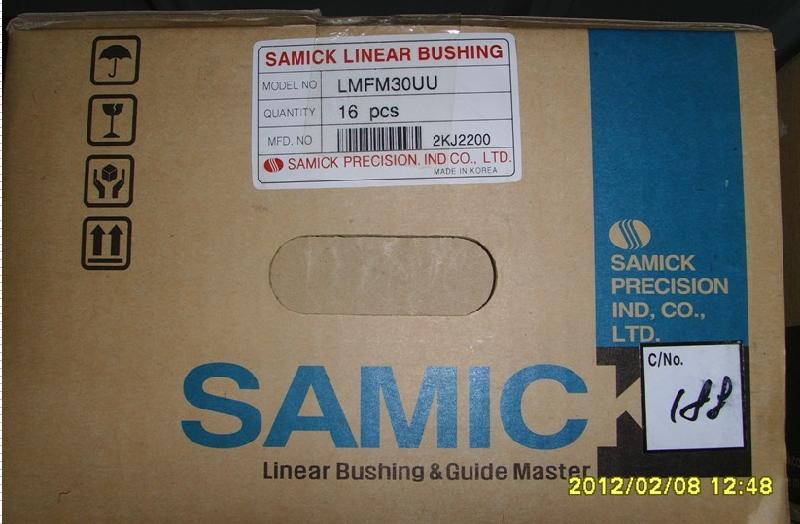 SAMICK LINEAR BUSHING
MODEL NO LMFM30UU
QUANTITY 16 pcs
MFD. NO 2KJ2200
SAMICK PRECISION. IND CO., LTD.
MADE IN KOREA
SAMICK
PRECISION
IND, CO.,
LTD.
C/No.
188
SAMICK
Linear Bushing & Guide Master
2012/02/08 12:48